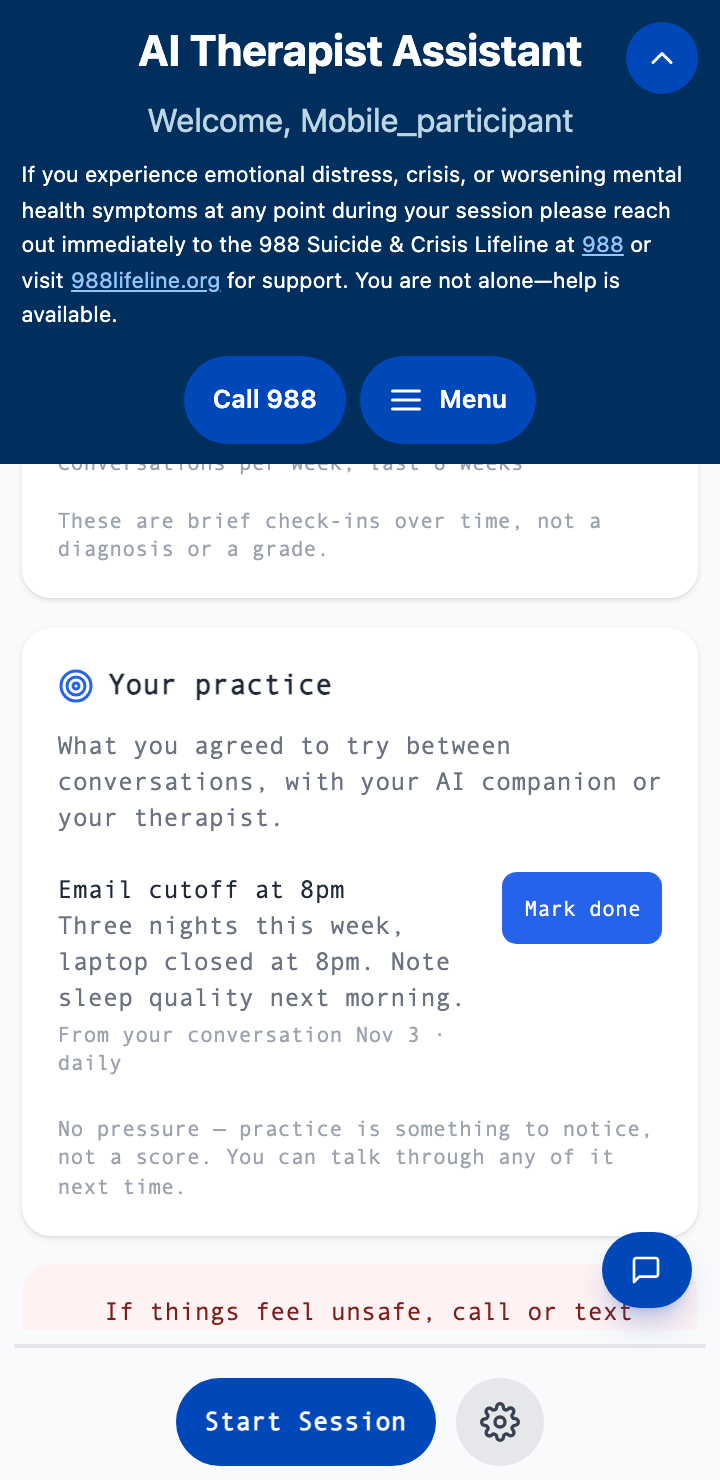 AI Therapist Assistant
Welcome, Mobile_participant
If you experience emotional distress, crisis, or worsening mental
health symptoms at any point during your session please reach
out immediately to the 988 Suicide & Crisis Lifeline at 988 or
visit 988lifeline.org for support. You are not alone—help is
available.
Call 988
Menu
conversations per week, last 8 weeks
These are brief check-ins over time, not a
diagnosis or a grade.
Your practice
What you agreed to try between
conversations, with your AI companion or
your therapist.
Email cutoff at 8pm
Mark done
Three nights this week,
laptop closed at 8pm. Note
sleep quality next morning.
From your conversation Nov 3 ·
daily
No pressure — practice is something to notice,
not a score. You can talk through any of it
next time.
If things feel unsafe, call or text
Start Session